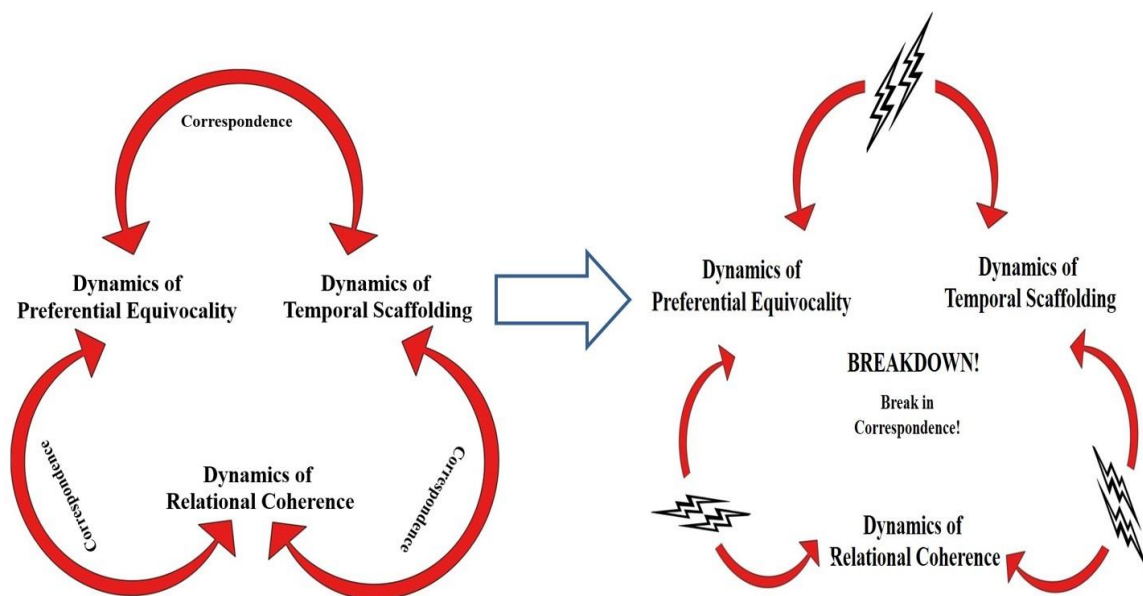 Correspondence
Dynamics of
Preferential Equivocality
Dynamics of
Temporal Scaffolding
Correspondence
Correspondence
Dynamics of
Relational Coherence
Dynamics of
Preferential Equivocality
Dynamics of
Temporal Scaffolding
BREAKDOWN!
Break in
Correspondence!
Dynamics of
Relational Coherence